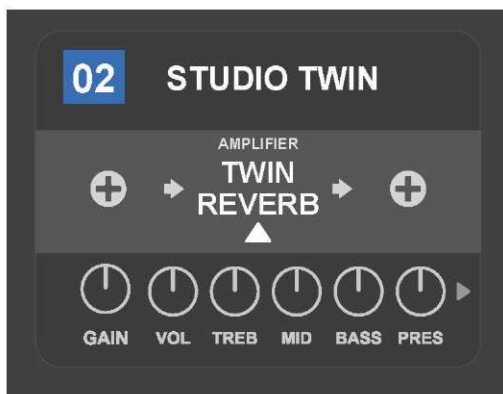 02 STUDIO TWIN
AMPLIFIER
TWIN
REVERB
GAIN VOL TREB MID BASS PRES